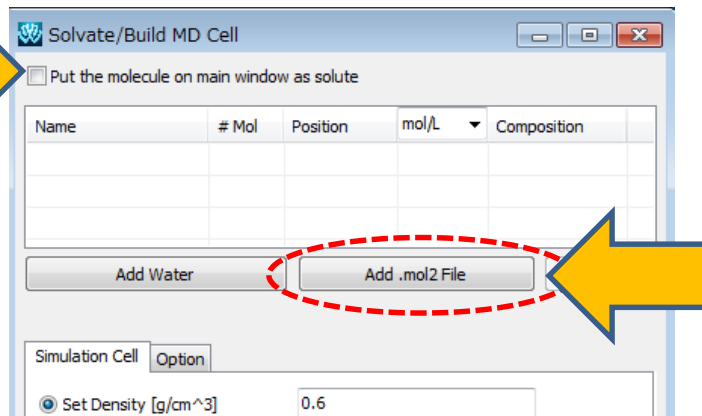 Solvate/Build MD Cell
Put the molecule on main window as solute
Name # Mol Position mol/L Composition
Add Water Add .mol2 File
Simulation Cell Option
Set Density [g/cm^3] 0.6